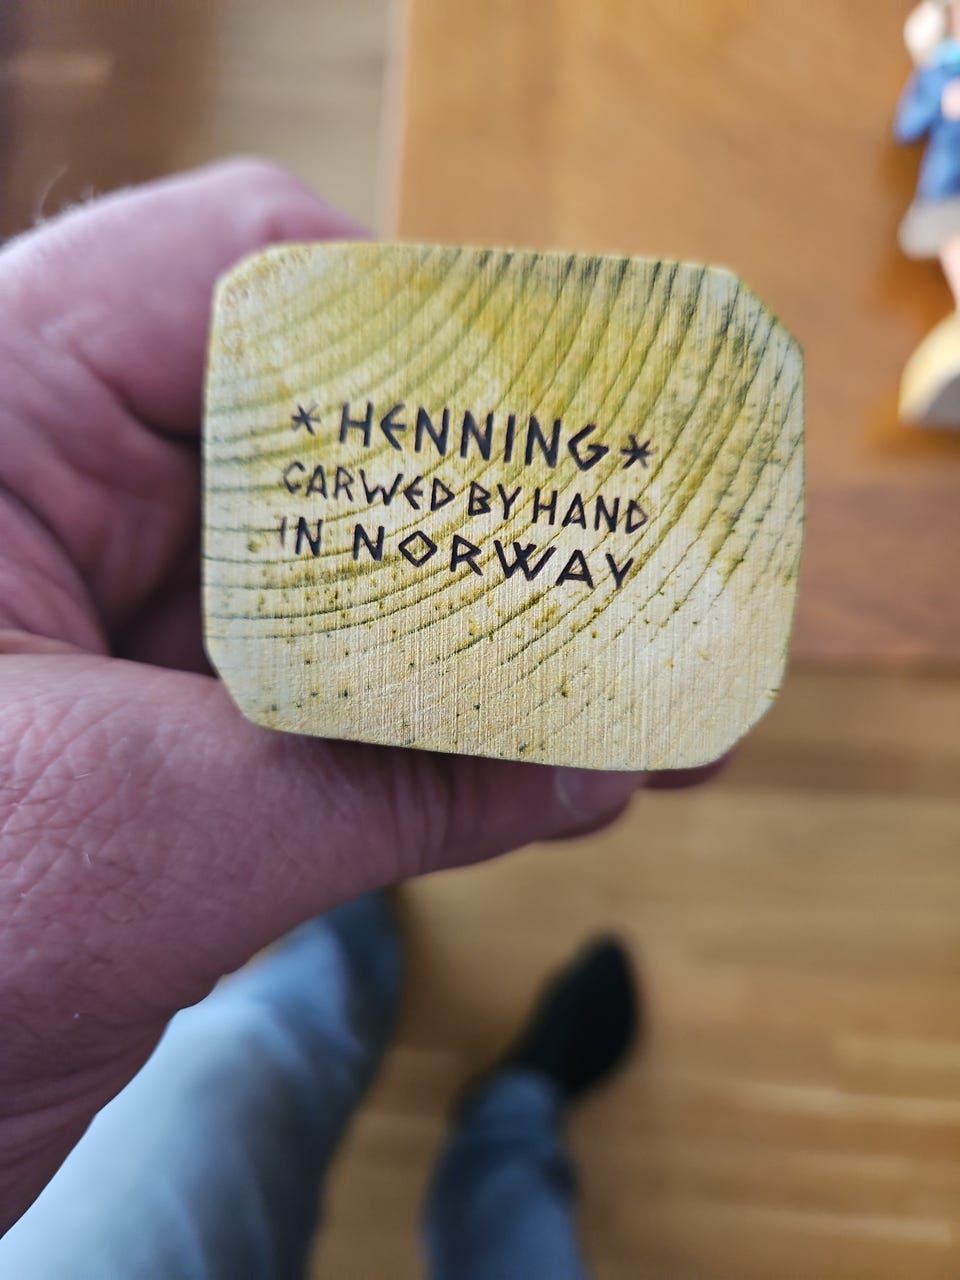 * HENNING *
CARWED BY HAND
IN NORWAY